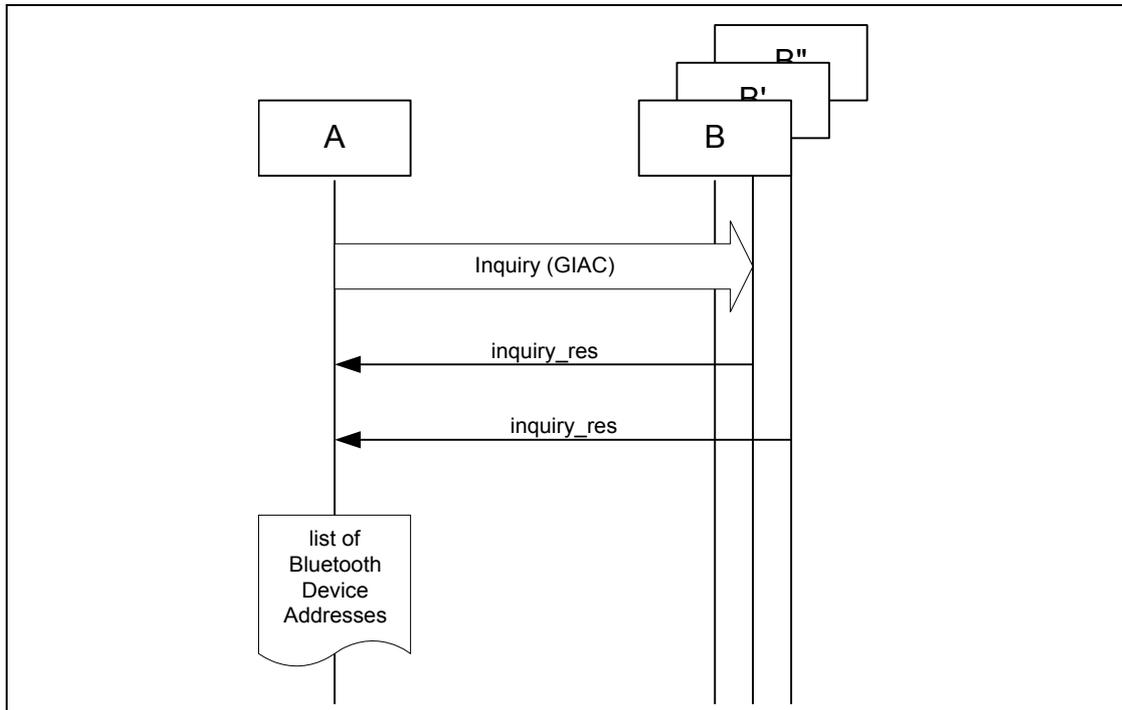 B"
B'
A
B
Inquiry (GIAC)
inquiry_res
inquiry_res
list of
Bluetooth
Device
Addresses